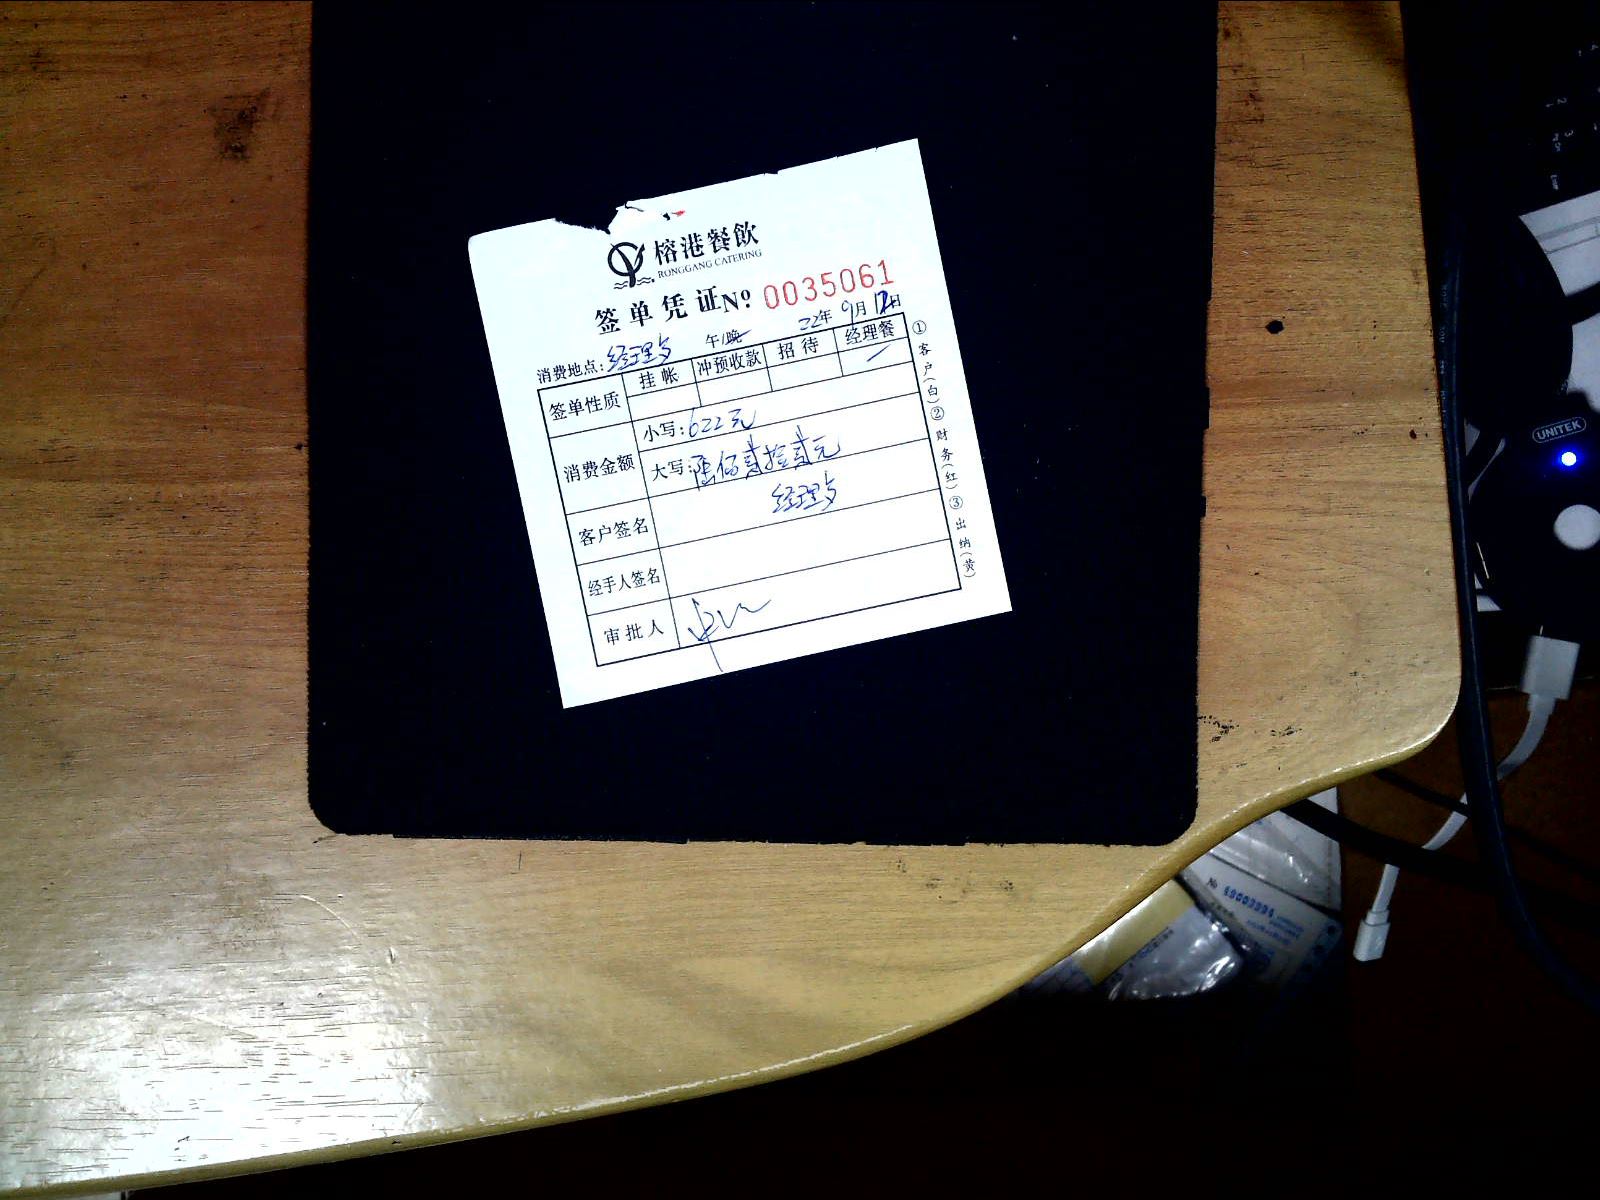 榕港餐飲
RONGGANG CATERING
签单凭证 № 0035061
22年9月12日
消费地点：经理与 午/晚
签单性质 挂帐 冲预收款 招待 经理餐
消费金额 小写：622元
大写：陆佰贰拾贰元
客户签名 经理与
经手人签名
审批人
①客户（白）②财务（红）③出纳（黄）
UNITEK